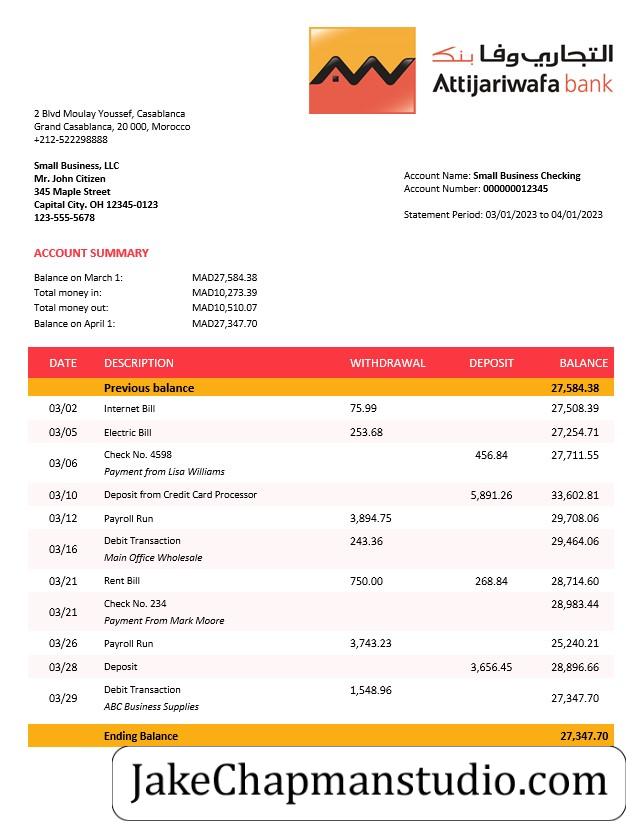 التجاري وفا بنك
Attijariwafa bank
2 Blvd Moulay Youssef, Casablanca
Grand Casablanca, 20 000, Morocco
+212-522298888
Small Business, LLC
Mr. John Citizen
345 Maple Street
Capital City. OH 12345-0123
123-555-5678
Account Name: Small Business Checking
Account Number: 000000012345
Statement Period: 03/01/2023 to 04/01/2023
ACCOUNT SUMMARY
Balance on March 1: MAD27,584.38
Total money in: MAD10,273.39
Total money out: MAD10,510.07
Balance on April 1: MAD27,347.70
DATE DESCRIPTION WITHDRAWAL DEPOSIT BALANCE
Previous balance 27,584.38
03/02 Internet Bill 75.99 27,508.39
03/05 Electric Bill 253.68 27,254.71
03/06 Check No. 4598 456.84 27,711.55
Payment from Lisa Williams
03/10 Deposit from Credit Card Processor 5,891.26 33,602.81
03/12 Payroll Run 3,894.75 29,708.06
03/16 Debit Transaction 243.36 29,464.06
Main Office Wholesale
03/21 Rent Bill 750.00 268.84 28,714.60
03/21 Check No. 234 28,983.44
Payment From Mark Moore
03/26 Payroll Run 3,743.23 25,240.21
03/28 Deposit 3,656.45 28,896.66
03/29 Debit Transaction 1,548.96 27,347.70
ABC Business Supplies
Ending Balance 27,347.70
JakeChapmanstudio.com